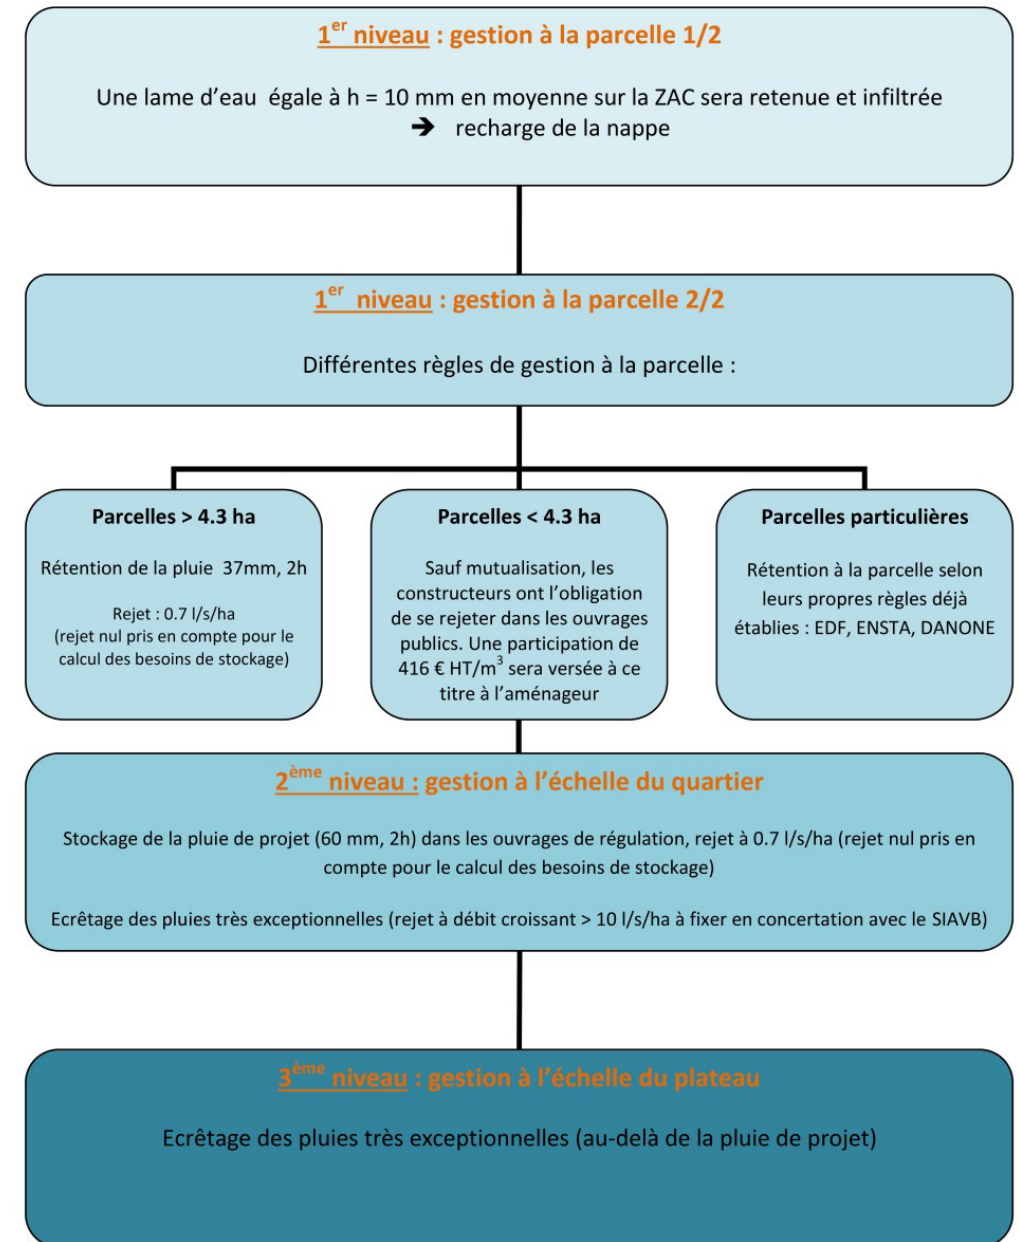 1er niveau : gestion à la parcelle 1/2
Une lame d’eau égale à h = 10 mm en moyenne sur la ZAC sera retenue et infiltrée
➔ recharge de la nappe
1er niveau : gestion à la parcelle 2/2
Différentes règles de gestion à la parcelle :
Parcelles > 4.3 ha
Rétention de la pluie 37mm, 2h
Rejet : 0.7 l/s/ha
(rejet nul pris en compte pour le
calcul des besoins de stockage)
Parcelles < 4.3 ha
Sauf mutualisation, les
constructeurs ont l’obligation
de se rejeter dans les ouvrages
publics. Une participation de
416 € HT/m3 sera versée à ce
titre à l’aménageur
Parcelles particulières
Rétention à la parcelle selon
leurs propres règles déjà
établies : EDF, ENSTA, DANONE
2ème niveau : gestion à l’échelle du quartier
Stockage de la pluie de projet (60 mm, 2h) dans les ouvrages de régulation, rejet à 0.7 l/s/ha (rejet nul pris en
compte pour le calcul des besoins de stockage)
Ecrêtage des pluies très exceptionnelles (rejet à débit croissant > 10 l/s/ha à fixer en concertation avec le SIAVB)
3ème niveau : gestion à l’échelle du plateau
Ecrêtage des pluies très exceptionnelles (au-delà de la pluie de projet)